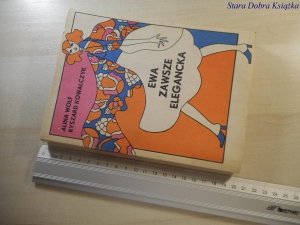 Stara Dobra Książka
ALINA WOLF
RYSZARD KOWALCZYK
EWA
ZAWSZE
ELEGANCKA